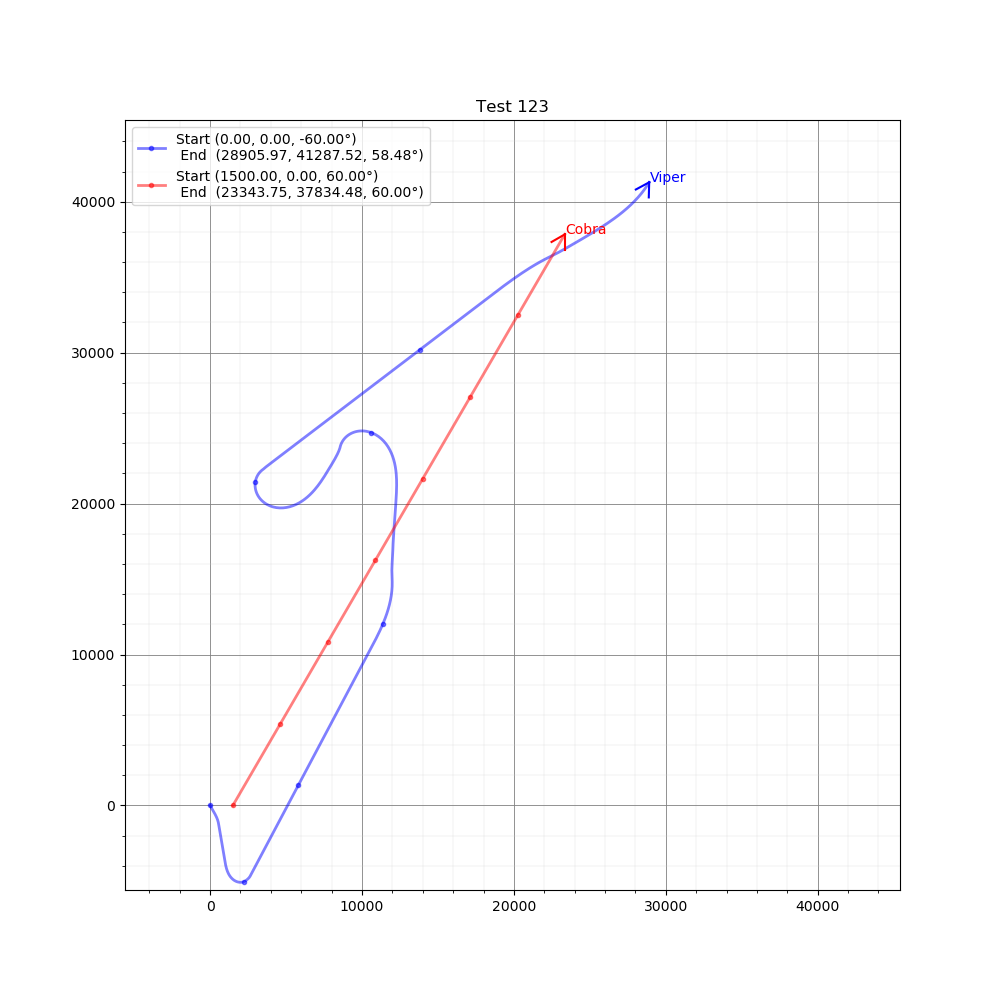 Test 123
Start (0.00, 0.00, -60.00°)
End (28905.97, 41287.52, 58.48°)
Start (1500.00, 0.00, 60.00°)
End (23343.75, 37834.48, 60.00°)
Viper
Cobra
40000
30000
20000
10000
0
0 10000 20000 30000 40000